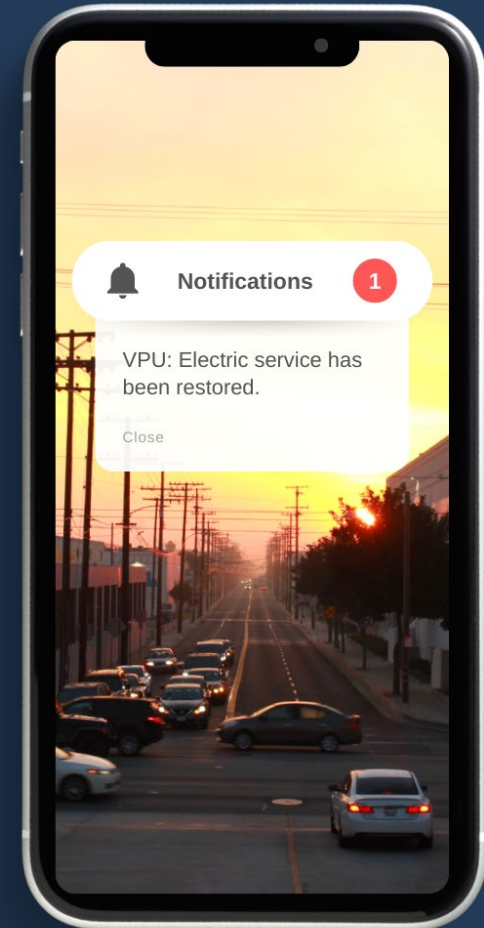 Notifications
1
VPU: Electric service has
been restored.
Close